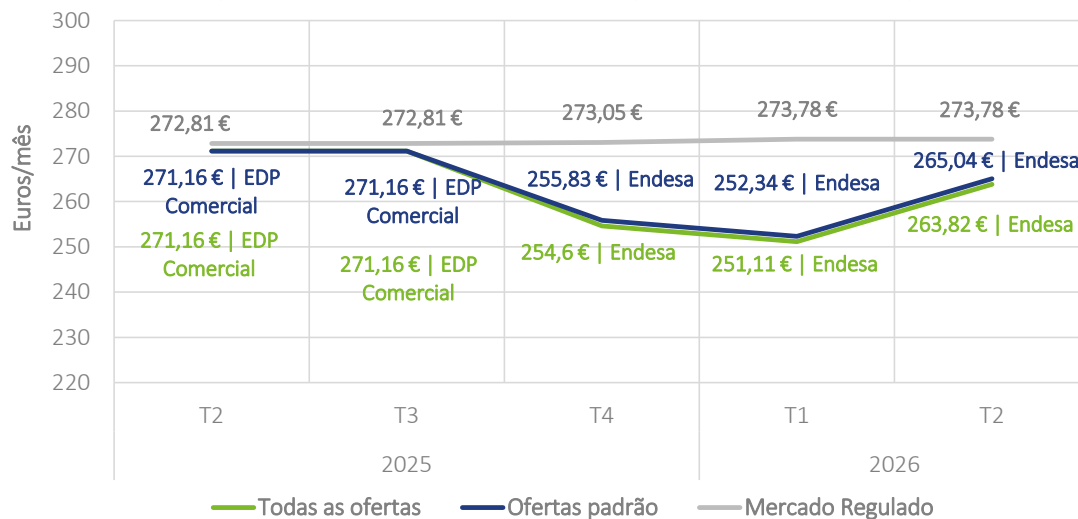 300
290
280
270
260
250
240
230
220
Euros/mês
272,81 €
272,81 €
273,05 €
273,78 €
273,78 €
271,16 € | EDP
Comercial
271,16 € | EDP
Comercial
255,83 € | Endesa
252,34 € | Endesa
265,04 € | Endesa
271,16 € | EDP
Comercial
271,16 € | EDP
Comercial
254,6 € | Endesa
251,11 € | Endesa
263,82 € | Endesa
T2
T3
T4
T1
T2
2025
2026
Todas as ofertas
Ofertas padrão
Mercado Regulado